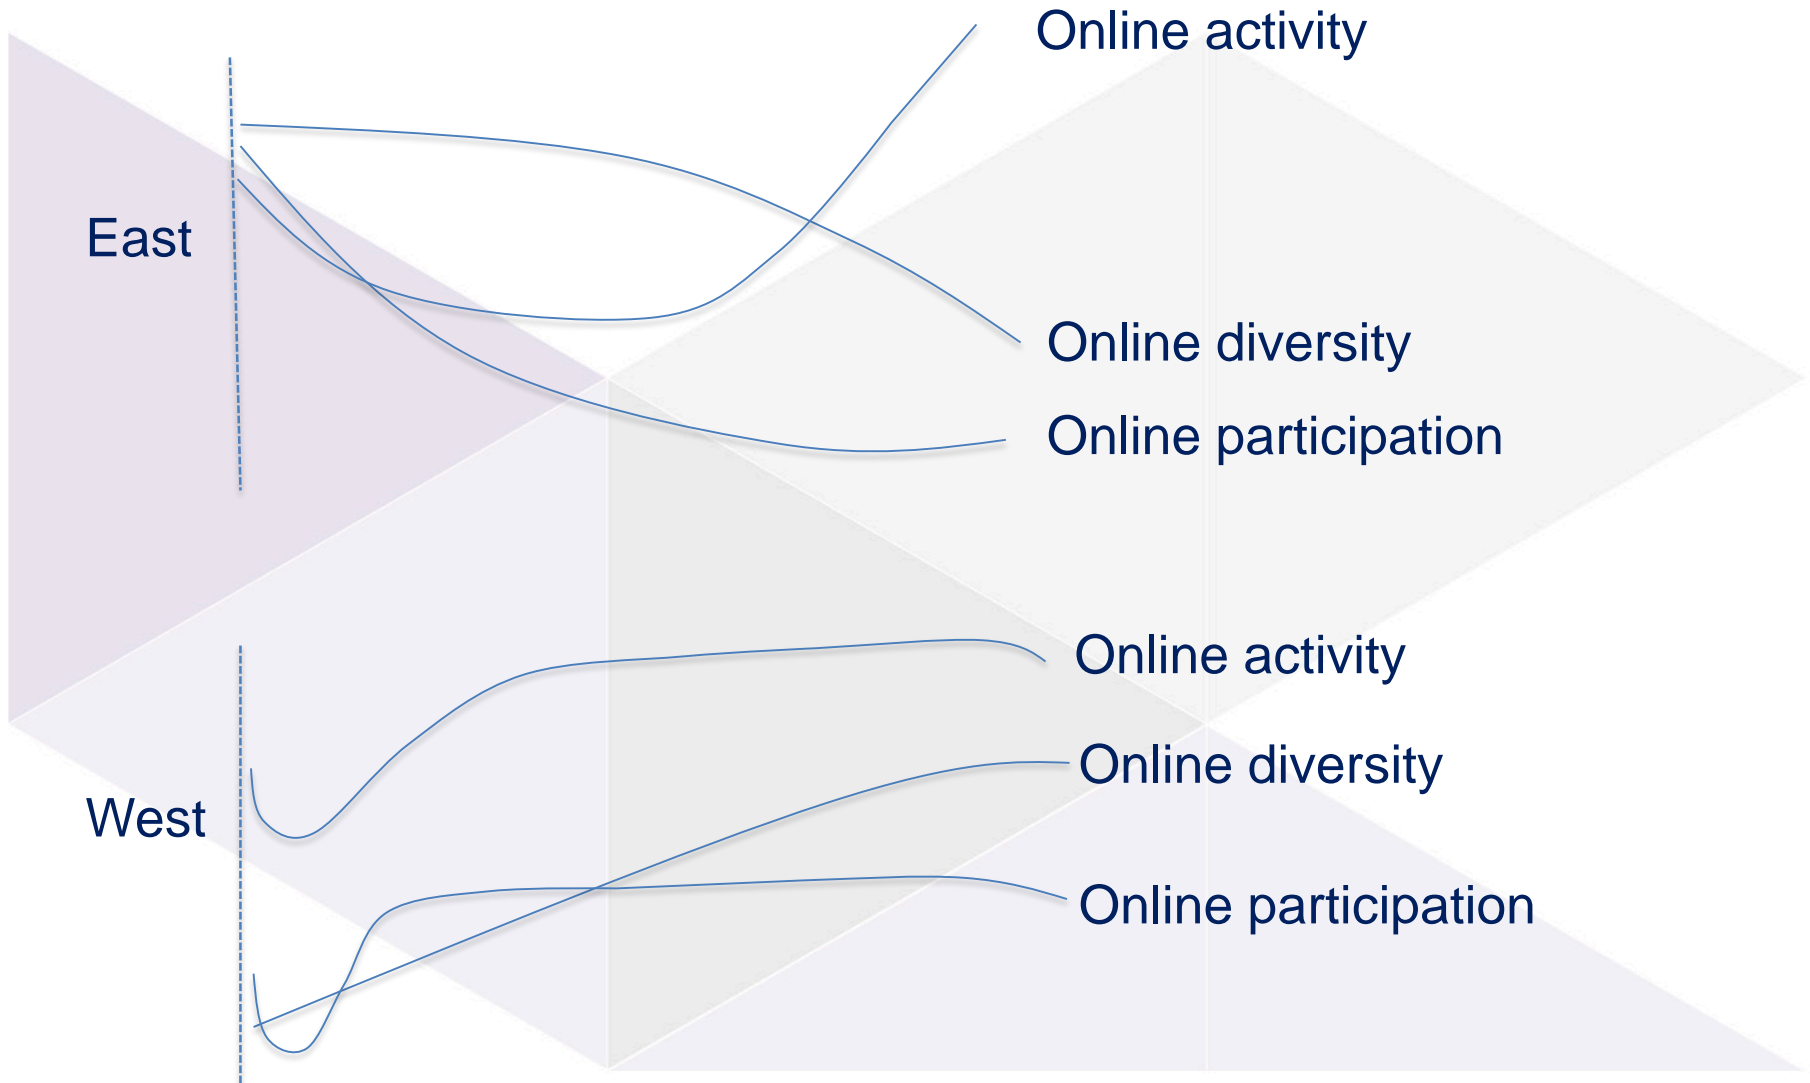 Online activity
East
Online diversity
Online participation
Online activity
Online diversity
West
Online participation